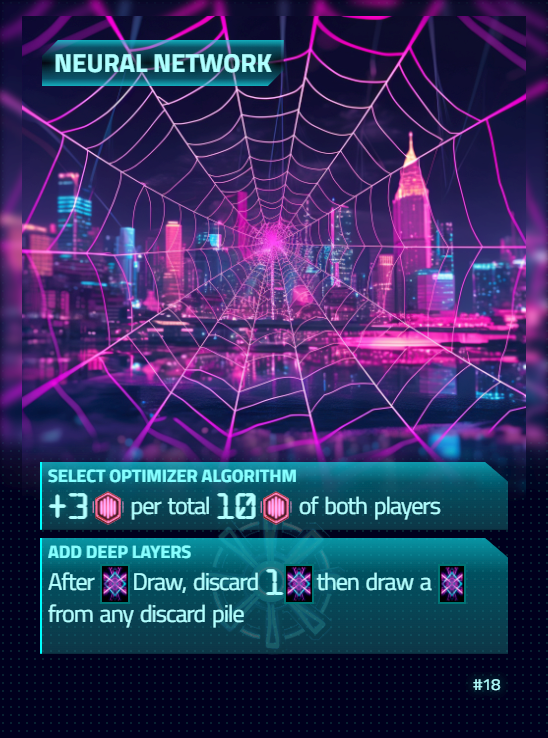 NEURAL NETWORK
SELECT OPTIMIZER ALGORITHM
+3 per total 10 of both players
ADD DEEP LAYERS
After Draw, discard 1 then draw a
from any discard pile
#18